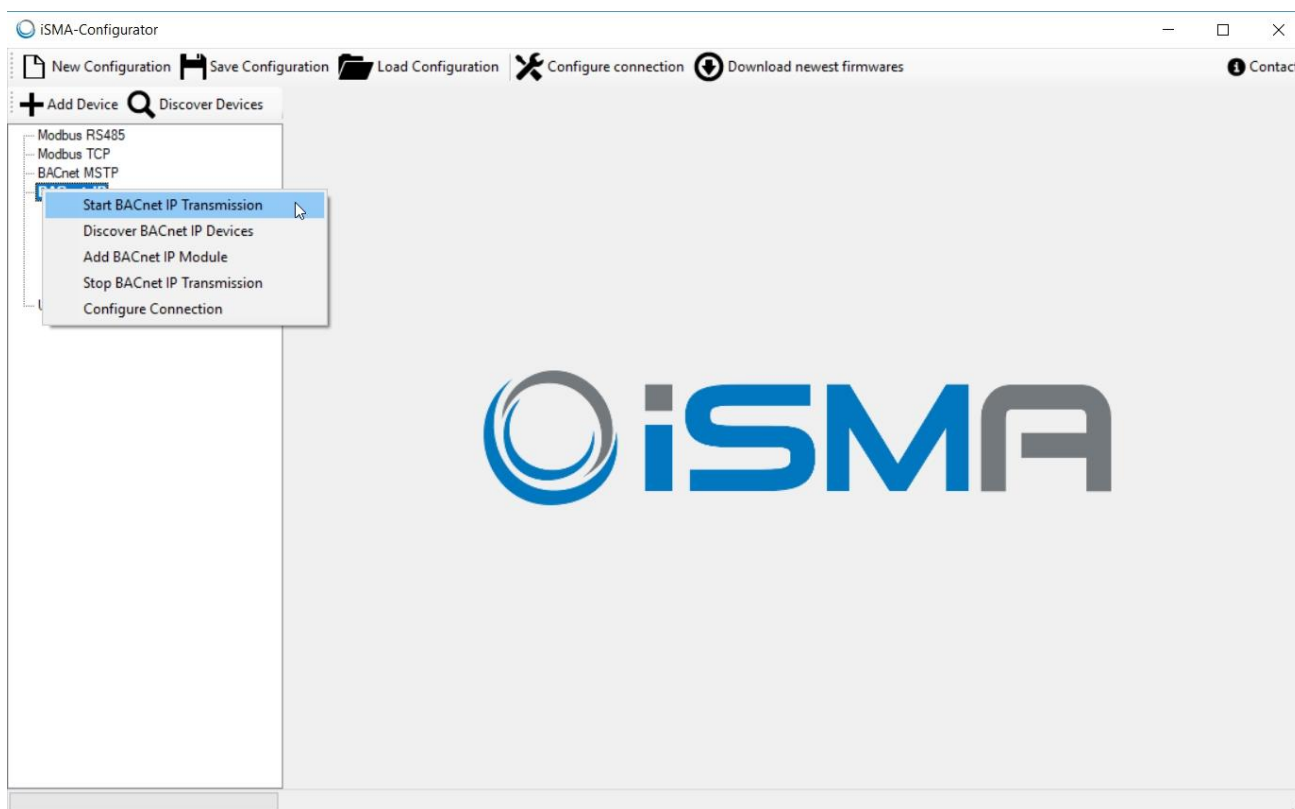 iSMA-Configurator
New Configuration Save Configuration Load Configuration Configure connection Download newest firmwares Contac
Add Device Discover Devices
Modbus RS485
Modbus TCP
BACnet MSTP
Start BACnet IP Transmission
Discover BACnet IP Devices
Add BACnet IP Module
Stop BACnet IP Transmission
Configure Connection
iSMA